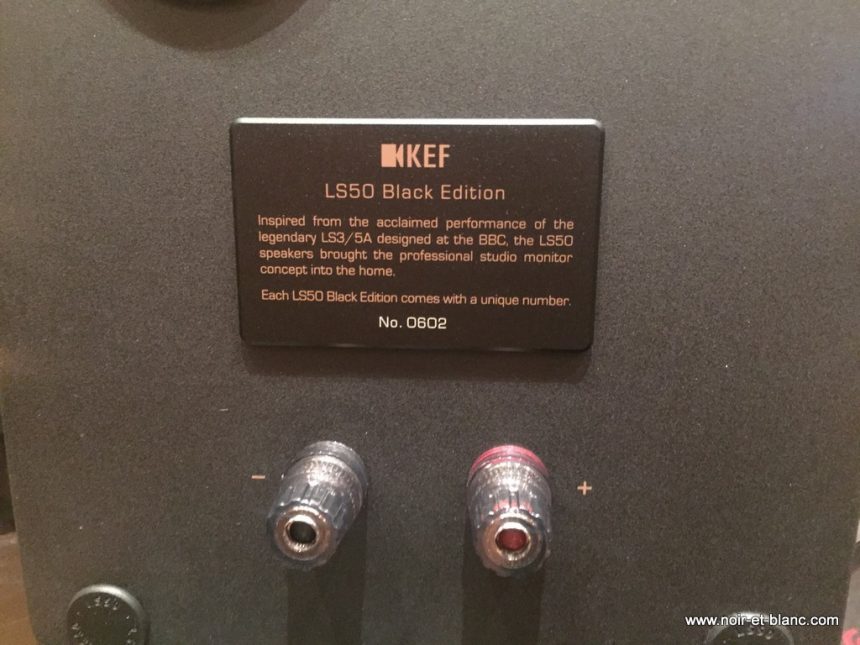 KEF
LS50 Black Edition
Inspired from the acclaimed performance of the
legendary LS3/5A designed at the BBC, the LS50
speakers brought the professional studio monitor
concept into the home.
Each LS50 Black Edition comes with a unique number.
No. 0602
− +
LS50
www.noir-et-blanc.com